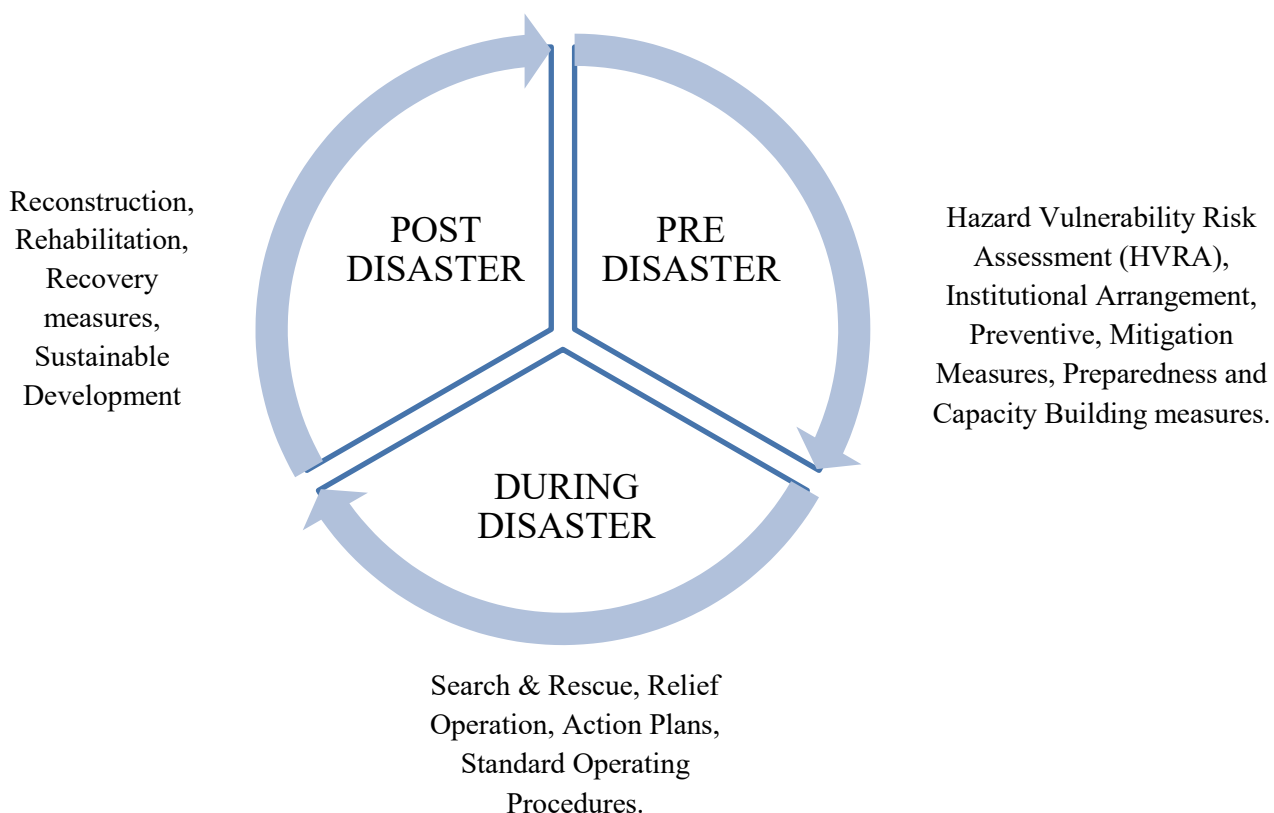 POST
DISASTER
PRE
DISASTER
DURING
DISASTER
Reconstruction,
Rehabilitation,
Recovery
measures,
Sustainable
Development
Hazard Vulnerability Risk
Assessment (HVRA),
Institutional Arrangement,
Preventive, Mitigation
Measures, Preparedness and
Capacity Building measures.
Search & Rescue, Relief
Operation, Action Plans,
Standard Operating
Procedures.